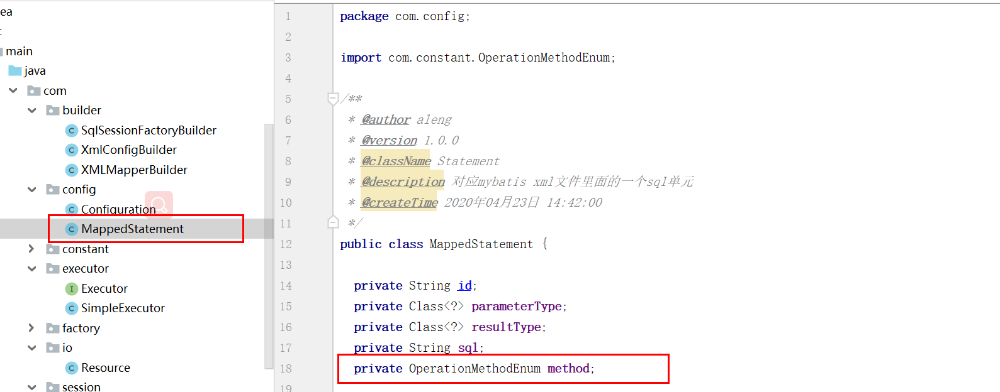 ea
c
main
java
com
builder
SqlSessionFactoryBuilder
XmlConfigBuilder
XMLMapperBuilder
config
Configuration
MappedStatement
constant
executor
Executor
SimpleExecutor
factory
io
Resource
session
1 package com.config;
2
3 import com.constant.OperationMethodEnum;
4
5 /**
6 * @author aleng
7 * @version 1.0.0
8 * @className Statement
9 * @description 对应mybatis xml文件里面的一个sql单元
10 * @createTime 2020年04月23日 14:42:00
11 */
12 public class MappedStatement {
13
14 private String id;
15 private Class<?> parameterType;
16 private Class<?> resultType;
17 private String sql;
18 private OperationMethodEnum method;
19